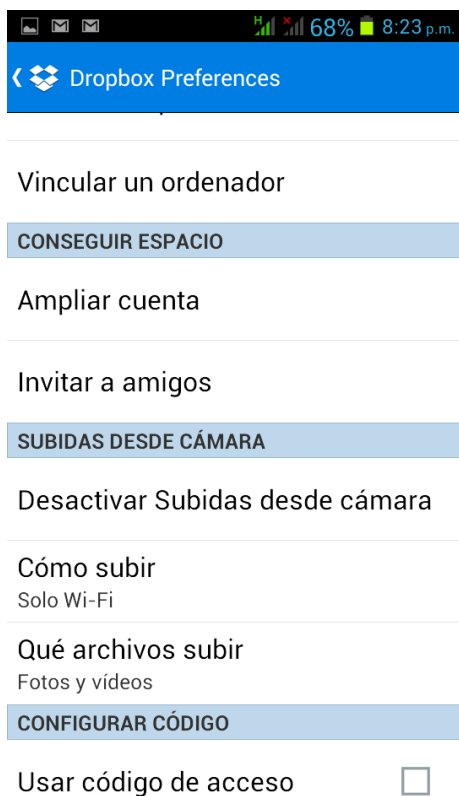 H
68%
8:23 p.m.
Dropbox Preferences
Vincular un ordenador
CONSEGUIR ESPACIO
Ampliar cuenta
Invitar a amigos
SUBIDAS DESDE CÁMARA
Desactivar Subidas desde cámara
Cómo subir
Solo Wi-Fi
Qué archivos subir
Fotos y vídeos
CONFIGURAR CÓDIGO
Usar código de acceso